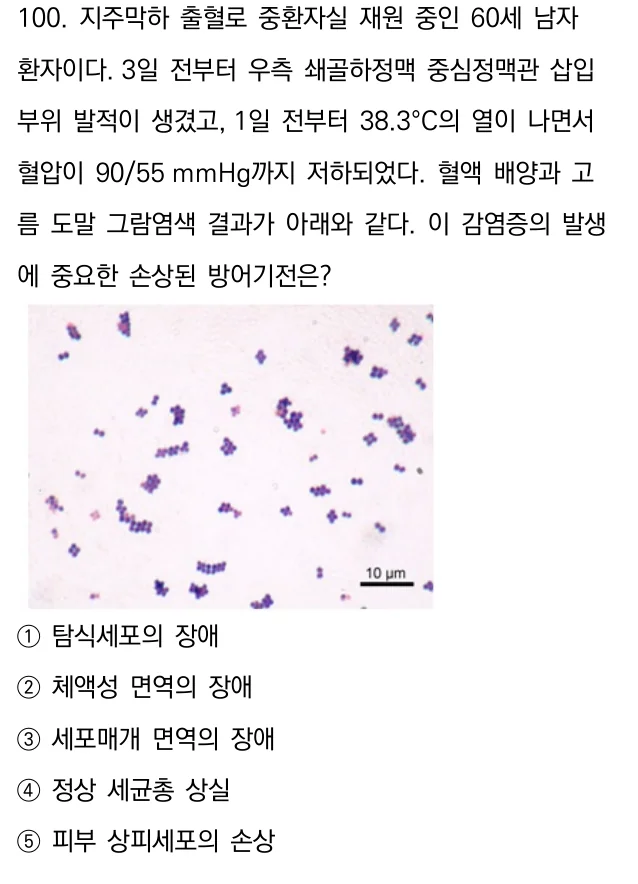 100. 지주막하 출혈로 중환자실 재원 중인 60세 남자
환자이다. 3일 전부터 우측 쇄골하정맥 중심정맥관 삽입
부위 발적이 생겼고, 1일 전부터 38.3°C의 열이 나면서
혈압이 90/55 mmHg까지 저하되었다. 혈액 배양과 고
름 도말 그람염색 결과가 아래와 같다. 이 감염증의 발생
에 중요한 손상된 방어기전은?
10 µm
① 탐식세포의 장애
② 체액성 면역의 장애
③ 세포매개 면역의 장애
④ 정상 세균총 상실
⑤ 피부 상피세포의 손상